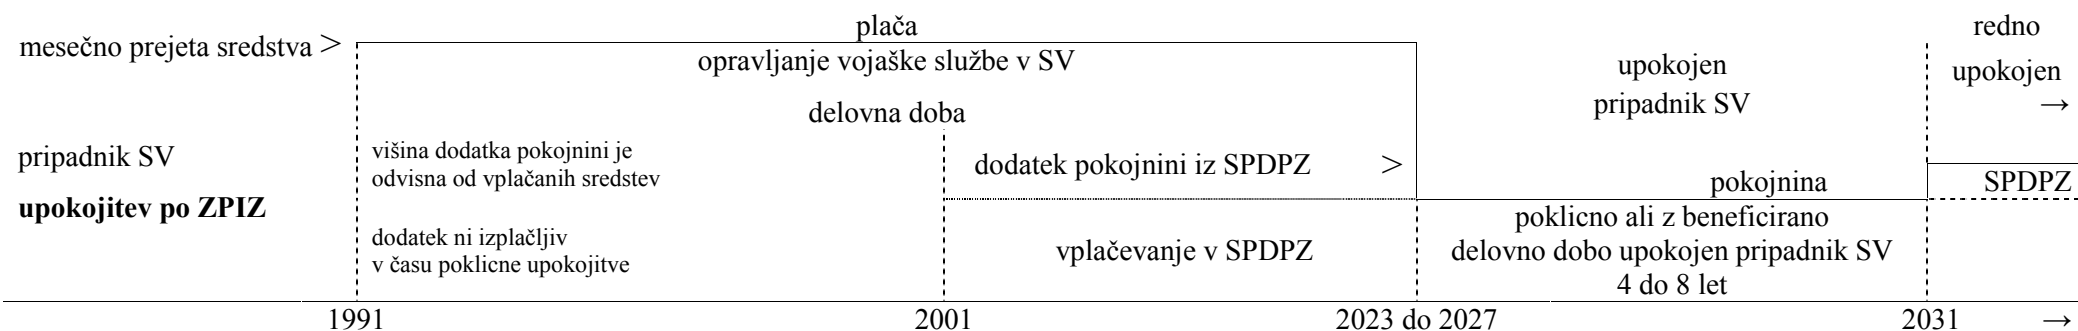 mesečno prejeta sredstva >
plača
opravljanje vojaške službe v SV
delovna doba
upokojen
pripadnik SV
redno
upokojen
→
pripadnik SV
upokojitev po ZPIZ
višina dodatka pokojnini je
odvisna od vplačanih sredstev
dodatek ni izplačljiv
v času poklicne upokojitve
dodatek pokojnini iz SPDPZ >
vplačevanje v SPDPZ
pokojnina
poklicno ali z beneficirano
delovno dobo upokojen pripadnik SV
4 do 8 let
SPDPZ
1991 2001 2023 do 2027 2031 →